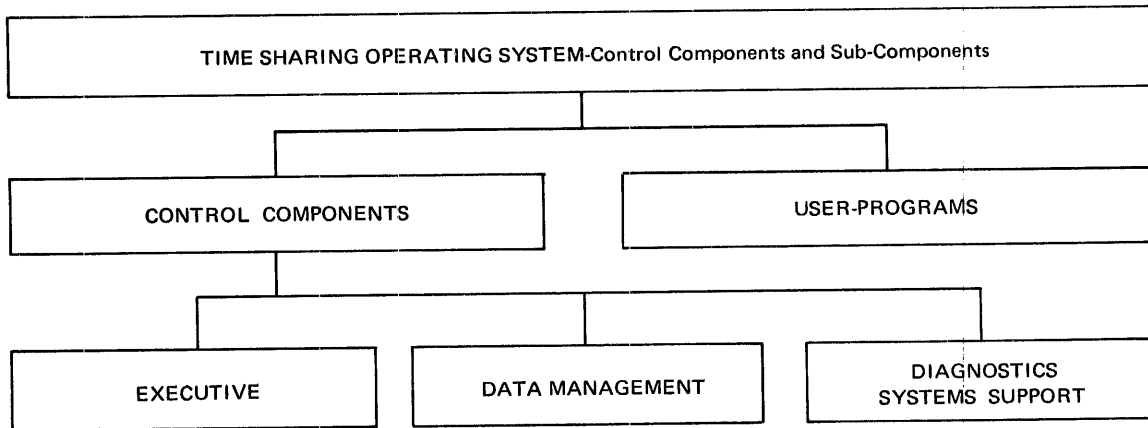 TIME SHARING OPERATING SYSTEM-Control Components and Sub-Components
CONTROL COMPONENTS
USER-PROGRAMS
EXECUTIVE
DATA MANAGEMENT
DIAGNOSTICS
SYSTEMS SUPPORT